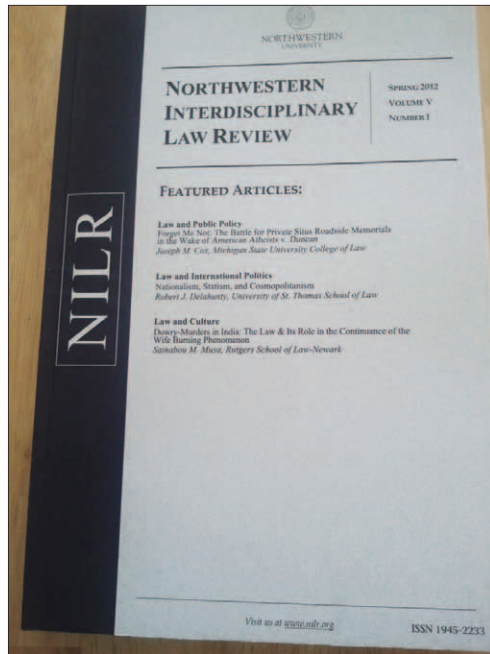 NORTHWESTERN
UNIVERSITY
NORTHWESTERN
INTERDISCIPLINARY
LAW REVIEW
SPRING 2012
VOLUME V
NUMBER I
FEATURED ARTICLES:
Law and Public Policy
Forget Me Not: The Battle for Private Situs Roadside Memorials
in the Wake of American Atheists v. Duncan
Joseph M. Cox, Michigan State University College of Law
Law and International Politics
Nationalism, Statism, and Cosmopolitanism
Robert J. Delahunty, University of St. Thomas School of Law
Law and Culture
Dowry-Murders in India: The Law & Its Role in the Continuance of the
Wife Burning Phenomenon
M. Musa, Rutgers School of Law–Newark
NILR
Visit us at www.nilr.org
ISSN 1945-2233